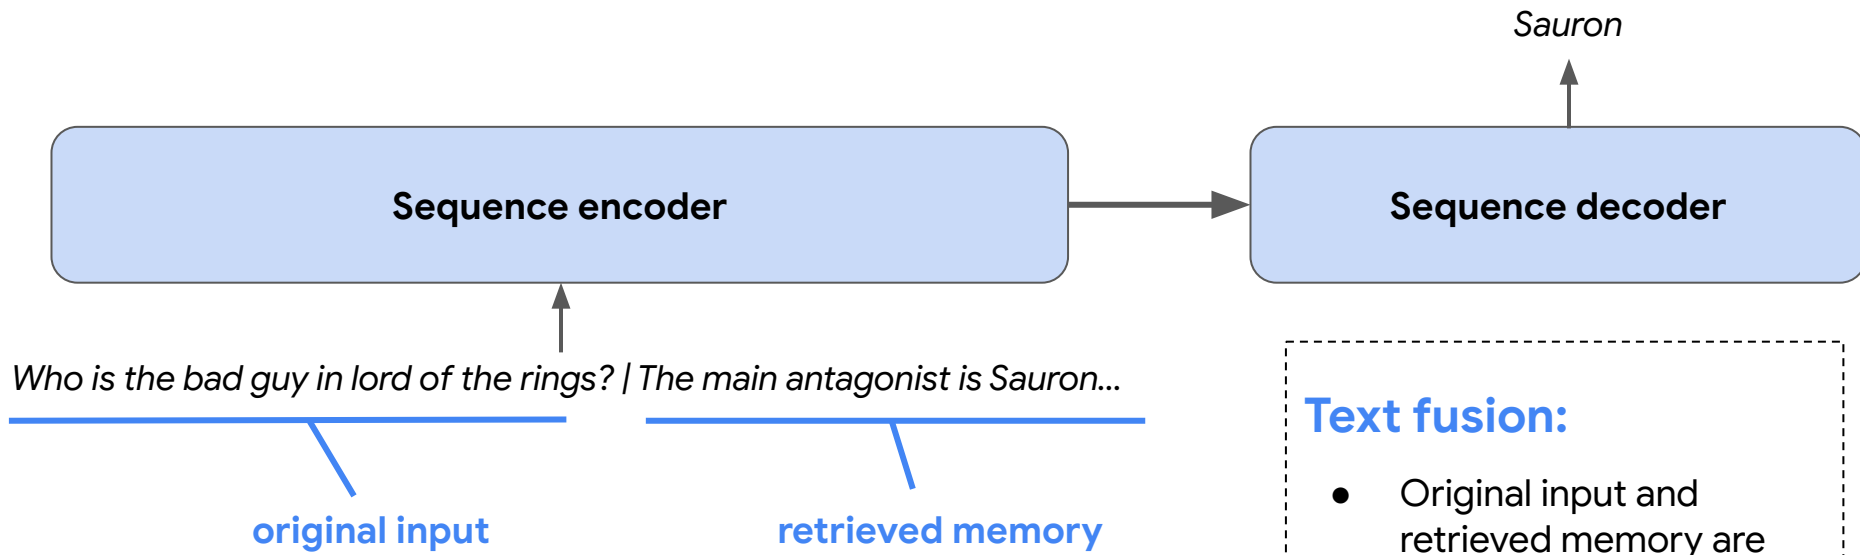 Sauron
Sequence encoder
Sequence decoder
Who is the bad guy in lord of the rings? | The main antagonist is Sauron...
original input
retrieved memory
Text fusion:
● Original input and
retrieved memory are